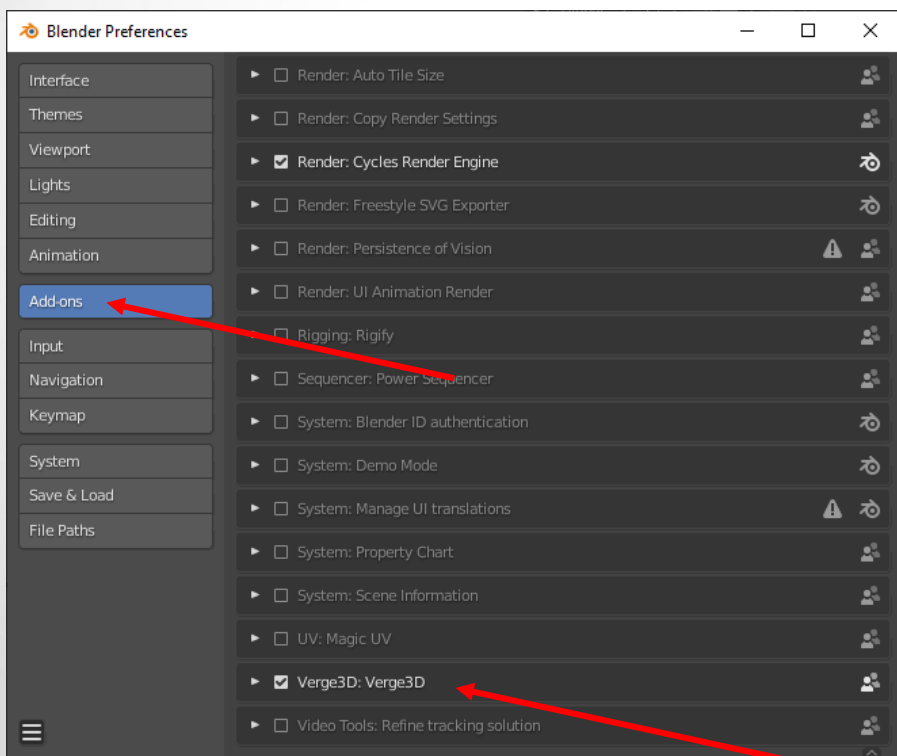 Blender Preferences
Interface
Themes
Viewport
Lights
Editing
Animation
Add-ons
Input
Navigation
Keymap
System
Save & Load
File Paths
Render: Auto Tile Size
Render: Copy Render Settings
Render: Cycles Render Engine
Render: Freestyle SVG Exporter
Render: Persistence of Vision
Render: UI Animation Render
Rigging: Rigify
Sequencer: Power Sequencer
System: Blender ID authentication
System: Demo Mode
System: Manage UI translations
System: Property Chart
System: Scene Information
UV: Magic UV
Verge3D: Verge3D
Video Tools: Refine tracking solution